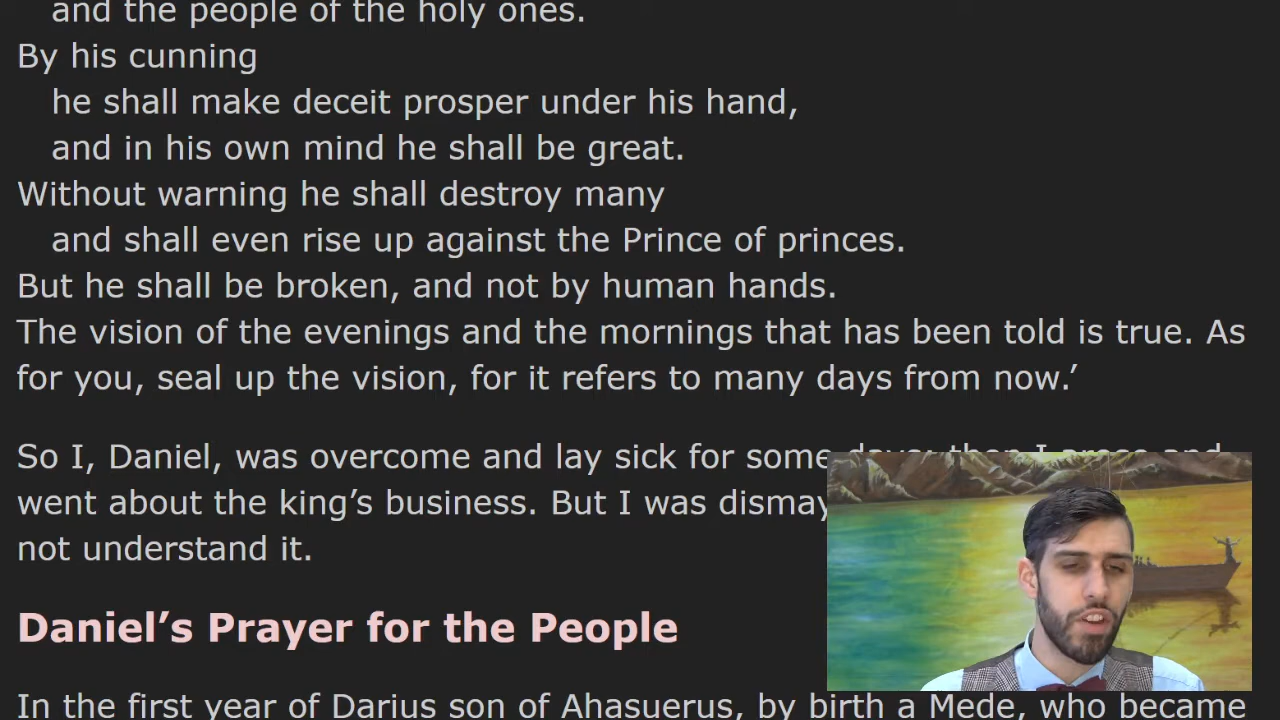 and the people of the holy ones.
By his cunning
he shall make deceit prosper under his hand,
and in his own mind he shall be great.
Without warning he shall destroy many
and shall even rise up against the Prince of princes.
But he shall be broken, and not by human hands.
The vision of the evenings and the mornings that has been told is true. As
for you, seal up the vision, for it refers to many days from now.’
So I, Daniel, was overcome and lay sick for some days; then I arose and
went about the king’s business. But I was
not understand it.
Daniel’s Prayer for the People
In the first year of Darius son of Ahasuerus, by birth a Mede, who became